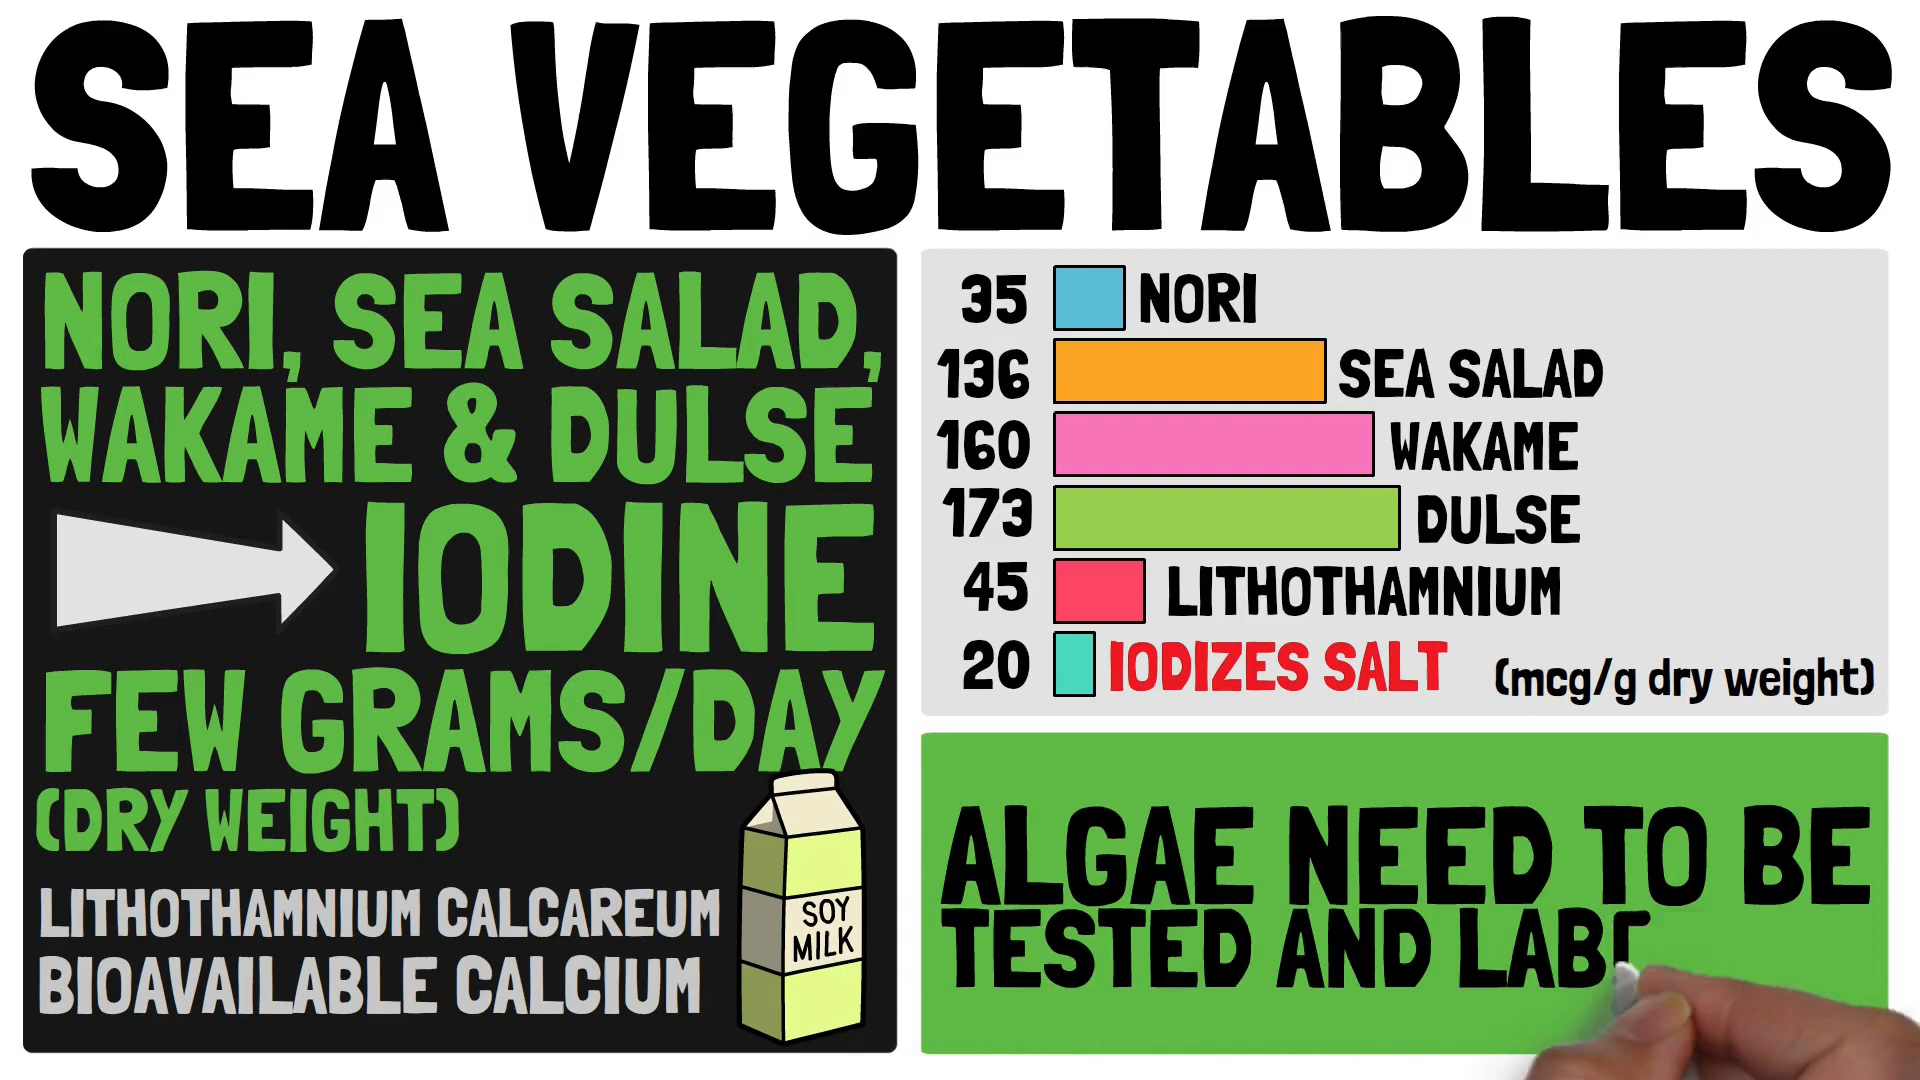 SEA VEGETABLES
NORI, SEA SALAD,
WAKAME & DULSE
IODINE
FEW GRAMS/DAY
(DRY WEIGHT)
LITHOTHAMNIUM CALCAREUM
BIOAVAILABLE CALCIUM
SOY
MILK
35 NORI
136 SEA SALAD
160 WAKAME
173 DULSE
45 LITHOTHAMNIUM
20 IODIZES SALT (mcg/g dry weight)
ALGAE NEED TO BE
TESTED AND LAB